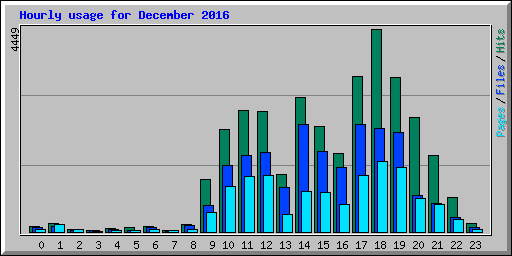 Hourly usage for December 2016
4449
Pages / Files / Hits
0 1 2 3 4 5 6 7 8 9 10 11 12 13 14 15 16 17 18 19 20 21 22 23